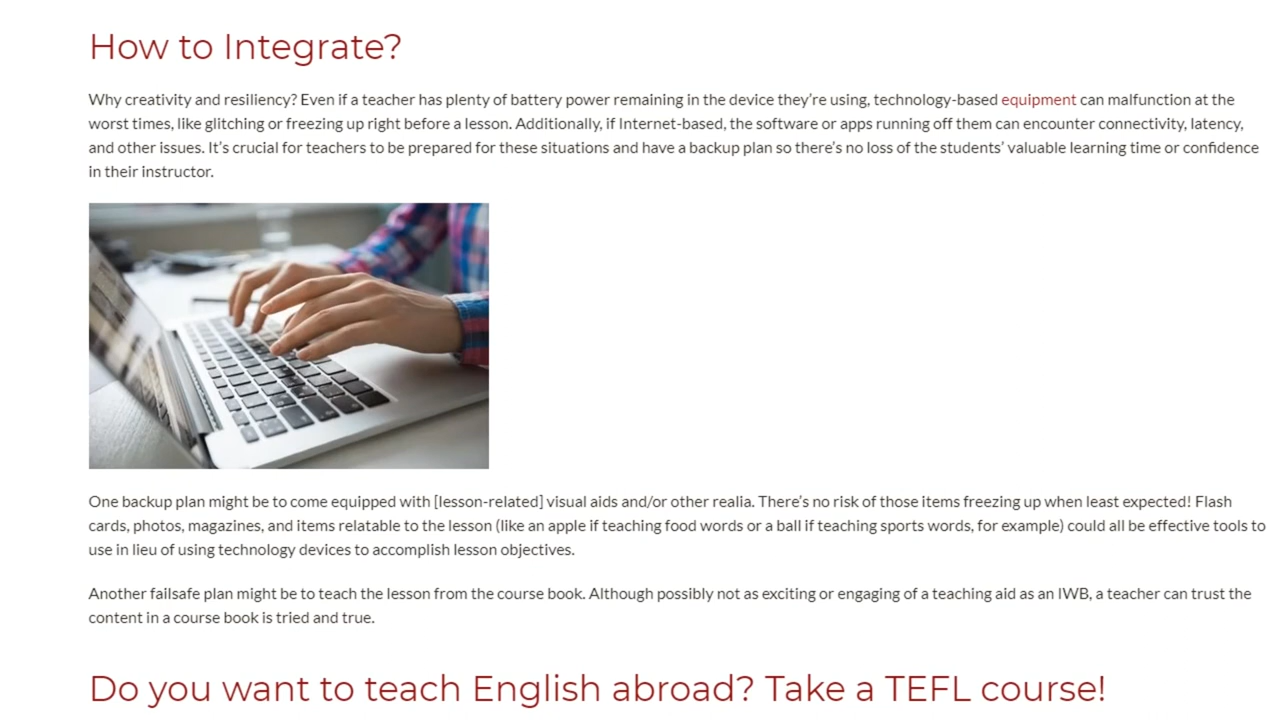 How to Integrate?
Why creativity and resiliency? Even if a teacher has plenty of battery power remaining in the device they’re using, technology-based equipment can malfunction at the
worst times, like glitching or freezing up right before a lesson. Additionally, if Internet-based, the software or apps running off them can encounter connectivity, latency,
and other issues. It’s crucial for teachers to be prepared for these situations and have a backup plan so there’s no loss of the students’ valuable learning time or confidence
in their instructor.
One backup plan might be to come equipped with [lesson-related] visual aids and/or other realia. There’s no risk of those items freezing up when least expected! Flash
cards, photos, magazines, and items relatable to the lesson (like an apple if teaching food words or a ball if teaching sports words, for example) could all be effective tools to
use in lieu of using technology devices to accomplish lesson objectives.
Another failsafe plan might be to teach the lesson from the course book. Although possibly not as exciting or engaging of a teaching aid as an IWB, a teacher can trust the
content in a course book is tried and true.
Do you want to teach English abroad? Take a TEFL course!